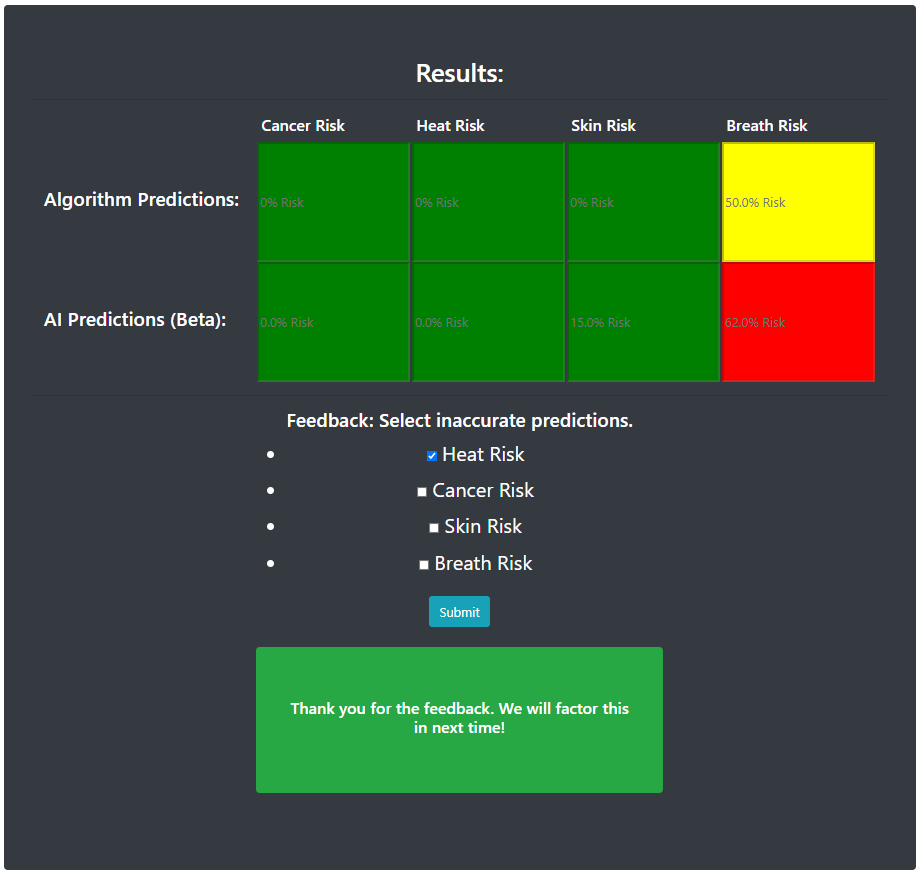 Results:
Cancer Risk Heat Risk Skin Risk Breath Risk
Algorithm Predictions: 0% Risk 0% Risk 0% Risk 50.0% Risk
AI Predictions (Beta): 0.0% Risk 0.0% Risk 15.0% Risk 62.0% Risk
Feedback: Select inaccurate predictions.
Heat Risk
Cancer Risk
Skin Risk
Breath Risk
Submit
Thank you for the feedback. We will factor this
in next time!